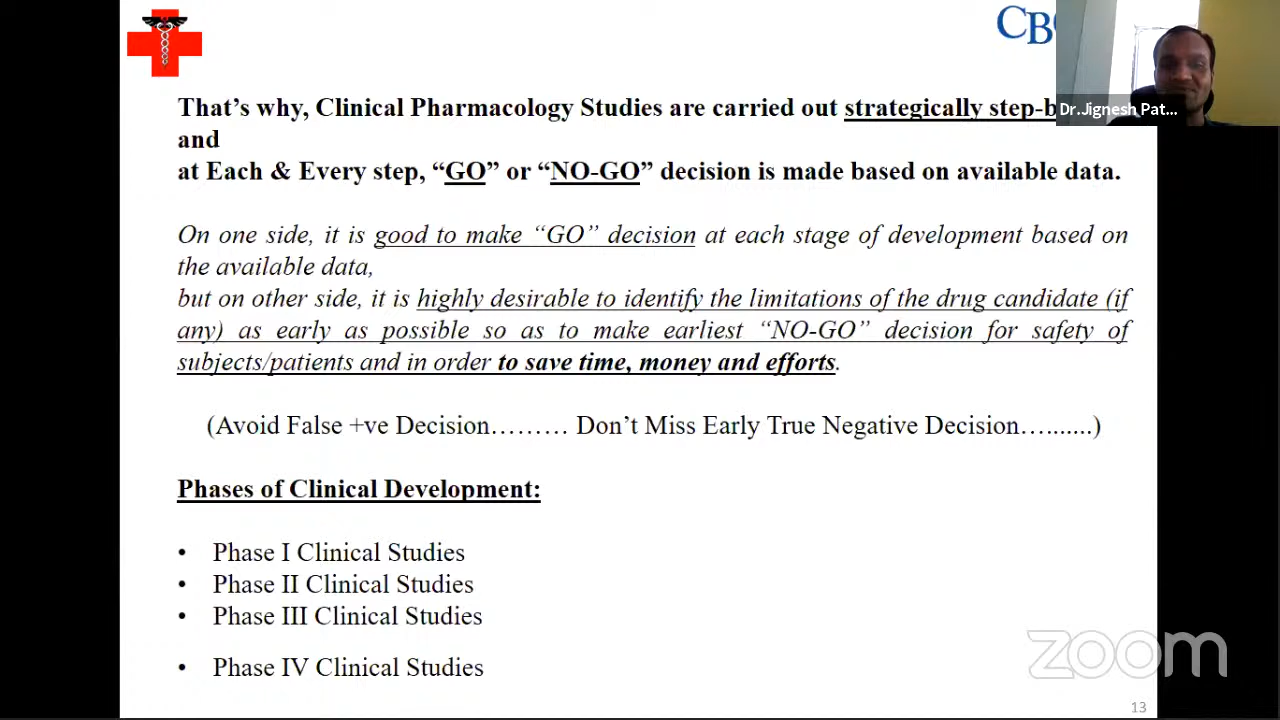 CB
Dr.Jignesh Pat...
That's why, Clinical Pharmacology Studies are carried out strategically step-b
and
at Each & Every step, “GO” or “NO-GO” decision is made based on available data.
On one side, it is good to make “GO” decision at each stage of development based on
the available data,
but on other side, it is highly desirable to identify the limitations of the drug candidate (if
any) as early as possible so as to make earliest “NO-GO” decision for safety of
subjects/patients and in order to save time, money and efforts.
(Avoid False +ve Decision……… Don't Miss Early True Negative Decision….......)
Phases of Clinical Development:
• Phase I Clinical Studies
• Phase II Clinical Studies
• Phase III Clinical Studies
• Phase IV Clinical Studies
zoom
13